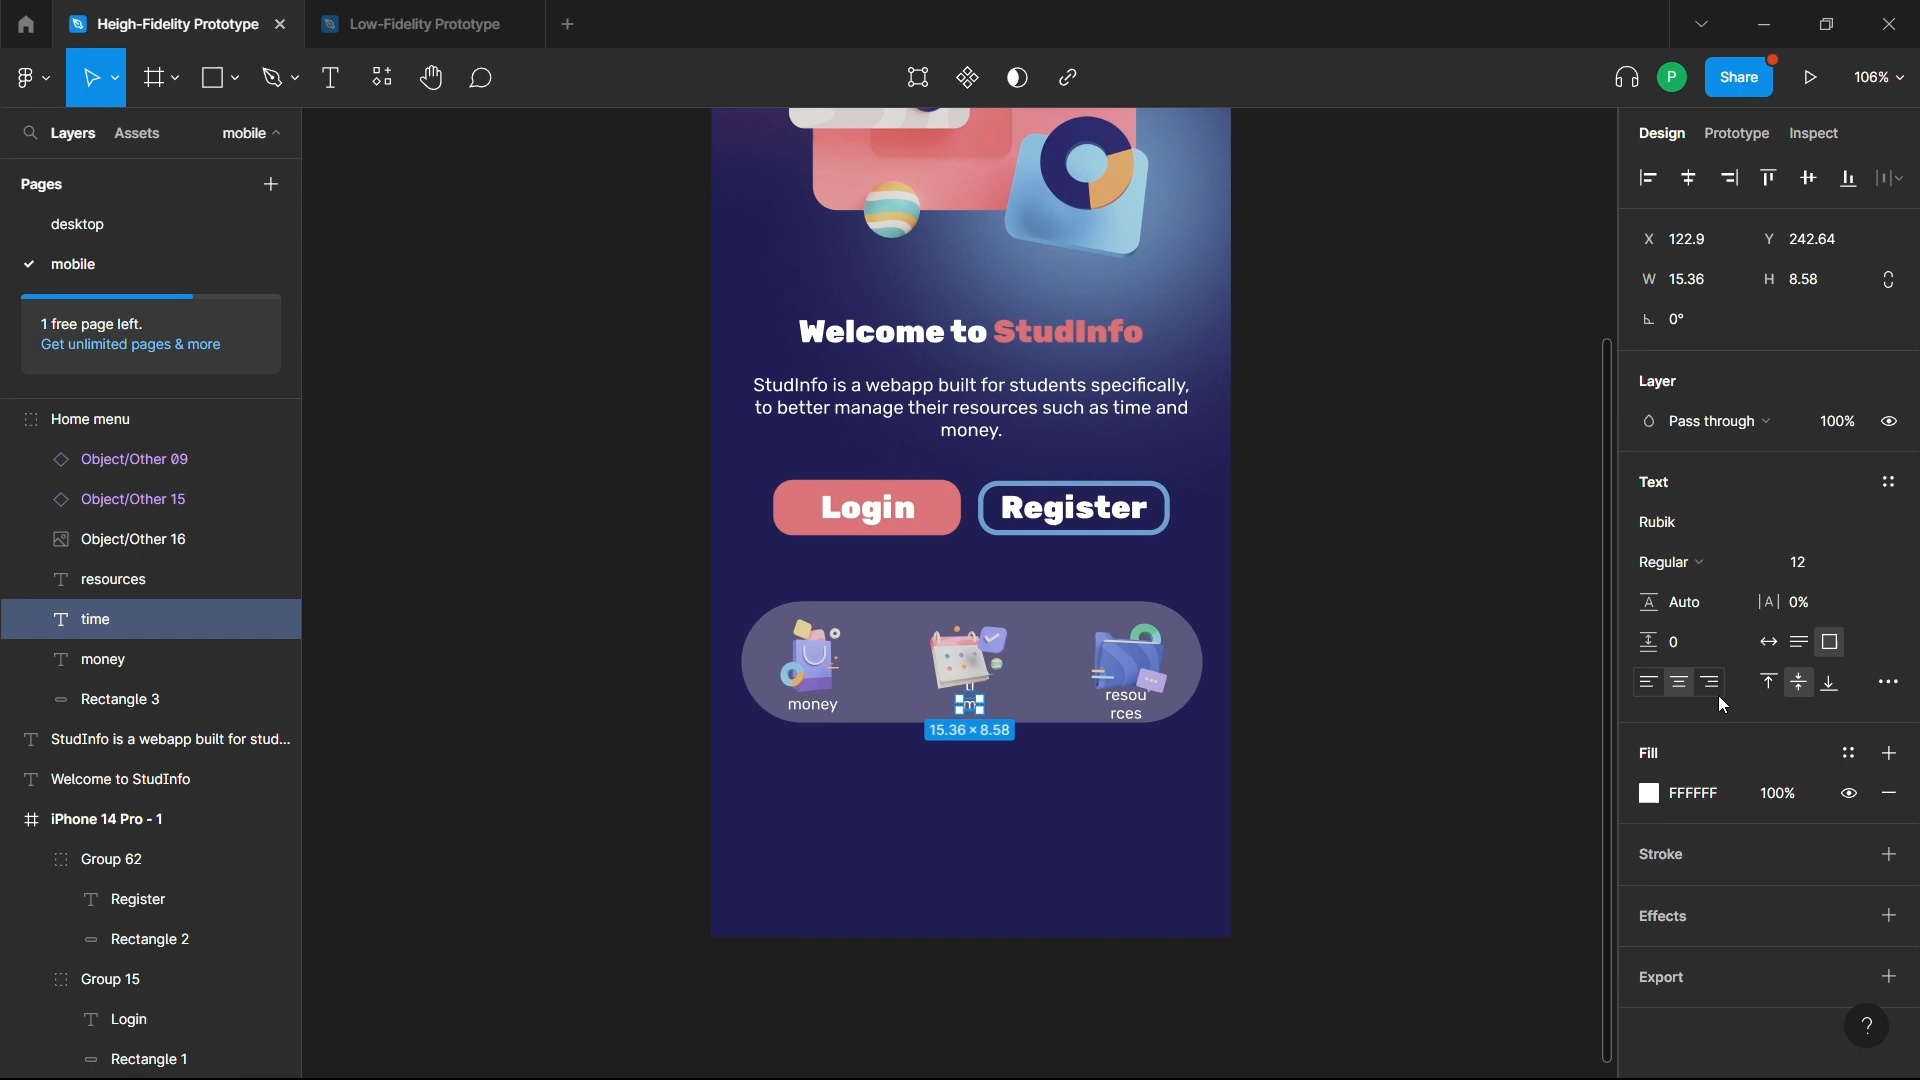 Heigh-Fidelity Prototype
Low-Fidelity Prototype
P
Share
106%
Layers
Assets
mobile
Pages
desktop
mobile
1 free page left.
Get unlimited pages & more
Home menu
Object/Other 09
Object/Other 15
Object/Other 16
resources
time
money
Rectangle 3
StudInfo is a webapp built for stud...
Welcome to StudInfo
iPhone 14 Pro - 1
Group 62
Register
Rectangle 2
Group 15
Login
Rectangle 1
Welcome to StudInfo
StudInfo is a webapp built for students specifically,
to better manage their resources such as time and
money.
Login
Register
money
m
15.36 × 8.58
resou
rces
Design
Prototype
Inspect
X 122.9
Y 242.64
W 15.36
H 8.58
0°
Layer
Pass through
100%
Text
Rubik
Regular
12
Auto
|A| 0%
0
Fill
FFFFFF
100%
Stroke
Effects
Export
?